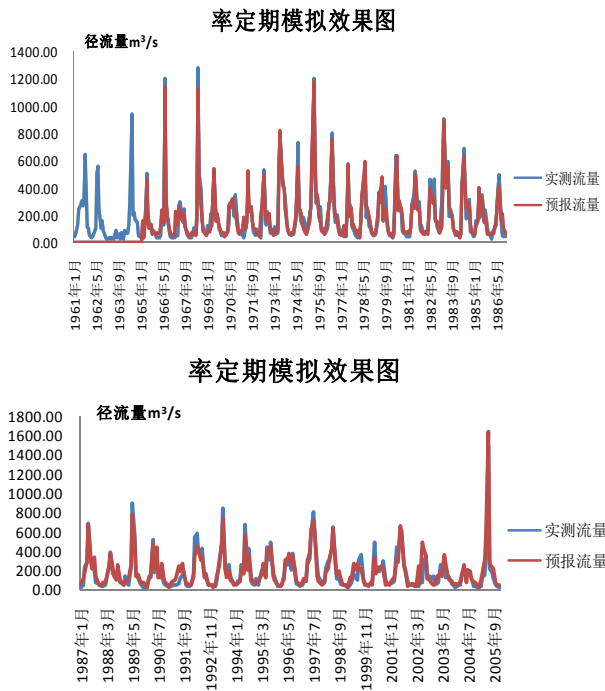 率定期模拟效果图
径流量m³/s
1400.00
1200.00
1000.00
800.00
600.00
400.00
200.00
0.00
实测流量
预报流量
1961年1月
1962年5月
1963年9月
1965年1月
1966年5月
1967年9月
1969年1月
1970年5月
1971年9月
1973年1月
1974年5月
1975年9月
1977年1月
1978年5月
1979年9月
1981年1月
1982年5月
1983年9月
1985年1月
1986年5月
率定期模拟效果图
径流量m³/s
1800.00
1600.00
1400.00
1200.00
1000.00
800.00
600.00
400.00
200.00
0.00
实测流量
预报流量
1987年1月
1988年3月
1989年5月
1990年7月
1991年9月
1992年11月
1994年1月
1995年3月
1996年5月
1997年7月
1998年9月
1999年11月
2001年1月
2002年3月
2003年5月
2004年7月
2005年9月